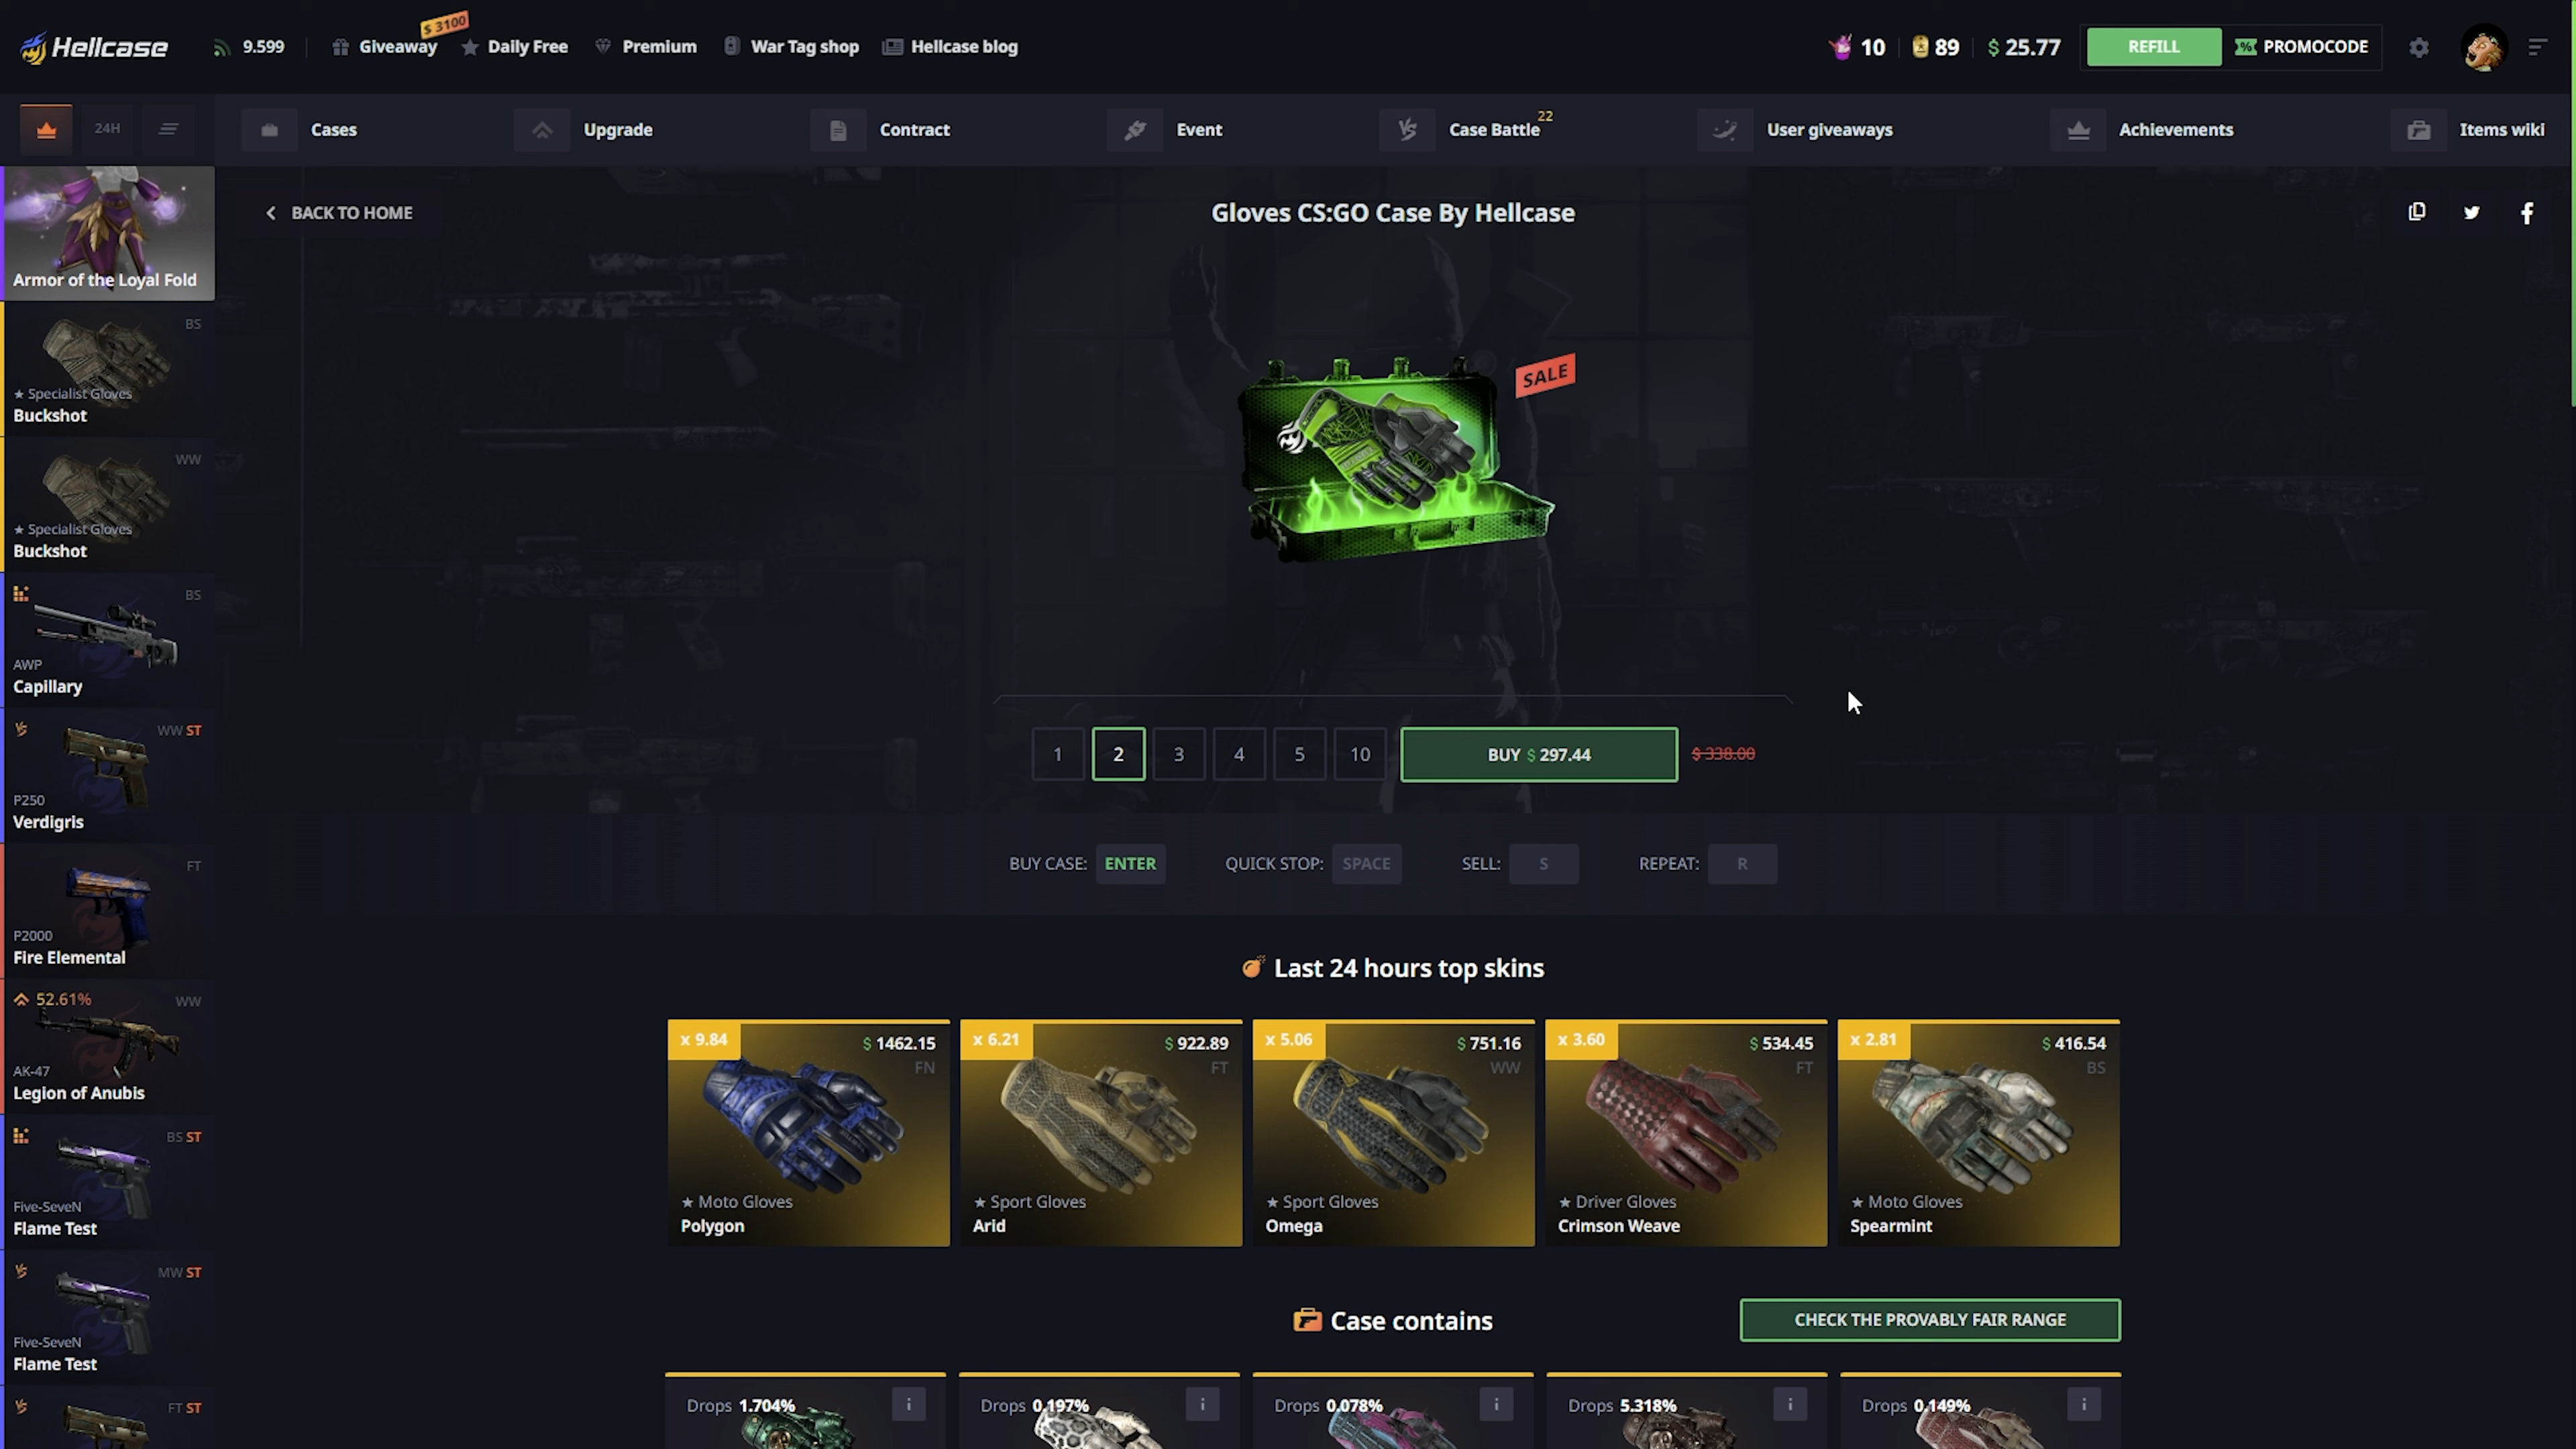 Hellcase
9.599
$ 3100
Giveaway
Daily Free
Premium
War Tag shop
Hellcase blog
10
89
$ 25.77
REFILL
PROMOCODE
24H
Cases
Upgrade
Contract
Event
Case Battle 22
User giveaways
Achievements
Items wiki
Armor of the Loyal Fold
BS
★ Specialist Gloves
Buckshot
WW
★ Specialist Gloves
Buckshot
BS
AWP
Capillary
WW ST
P250
Verdigris
FT
P2000
Fire Elemental
52.61%
WW
AK-47
Legion of Anubis
BS ST
Five-SeveN
Flame Test
MW ST
Five-SeveN
Flame Test
FT ST
BACK TO HOME
Gloves CS:GO Case By Hellcase
SALE
1
2
3
4
5
10
BUY $ 297.44
$ 338.00
BUY CASE: ENTER
QUICK STOP: SPACE
SELL: S
REPEAT: R
Last 24 hours top skins
x 9.84
$ 1462.15
FN
★ Moto Gloves
Polygon
x 6.21
$ 922.89
FT
★ Sport Gloves
Arid
x 5.06
$ 751.16
WW
★ Sport Gloves
Omega
x 3.60
$ 534.45
FT
★ Driver Gloves
Crimson Weave
x 2.81
$ 416.54
BS
★ Moto Gloves
Spearmint
Case contains
CHECK THE PROVABLY FAIR RANGE
Drops 1.704%
i
Drops 0.197%
i
Drops 0.078%
i
Drops 5.318%
i
Drops 0.149%
i